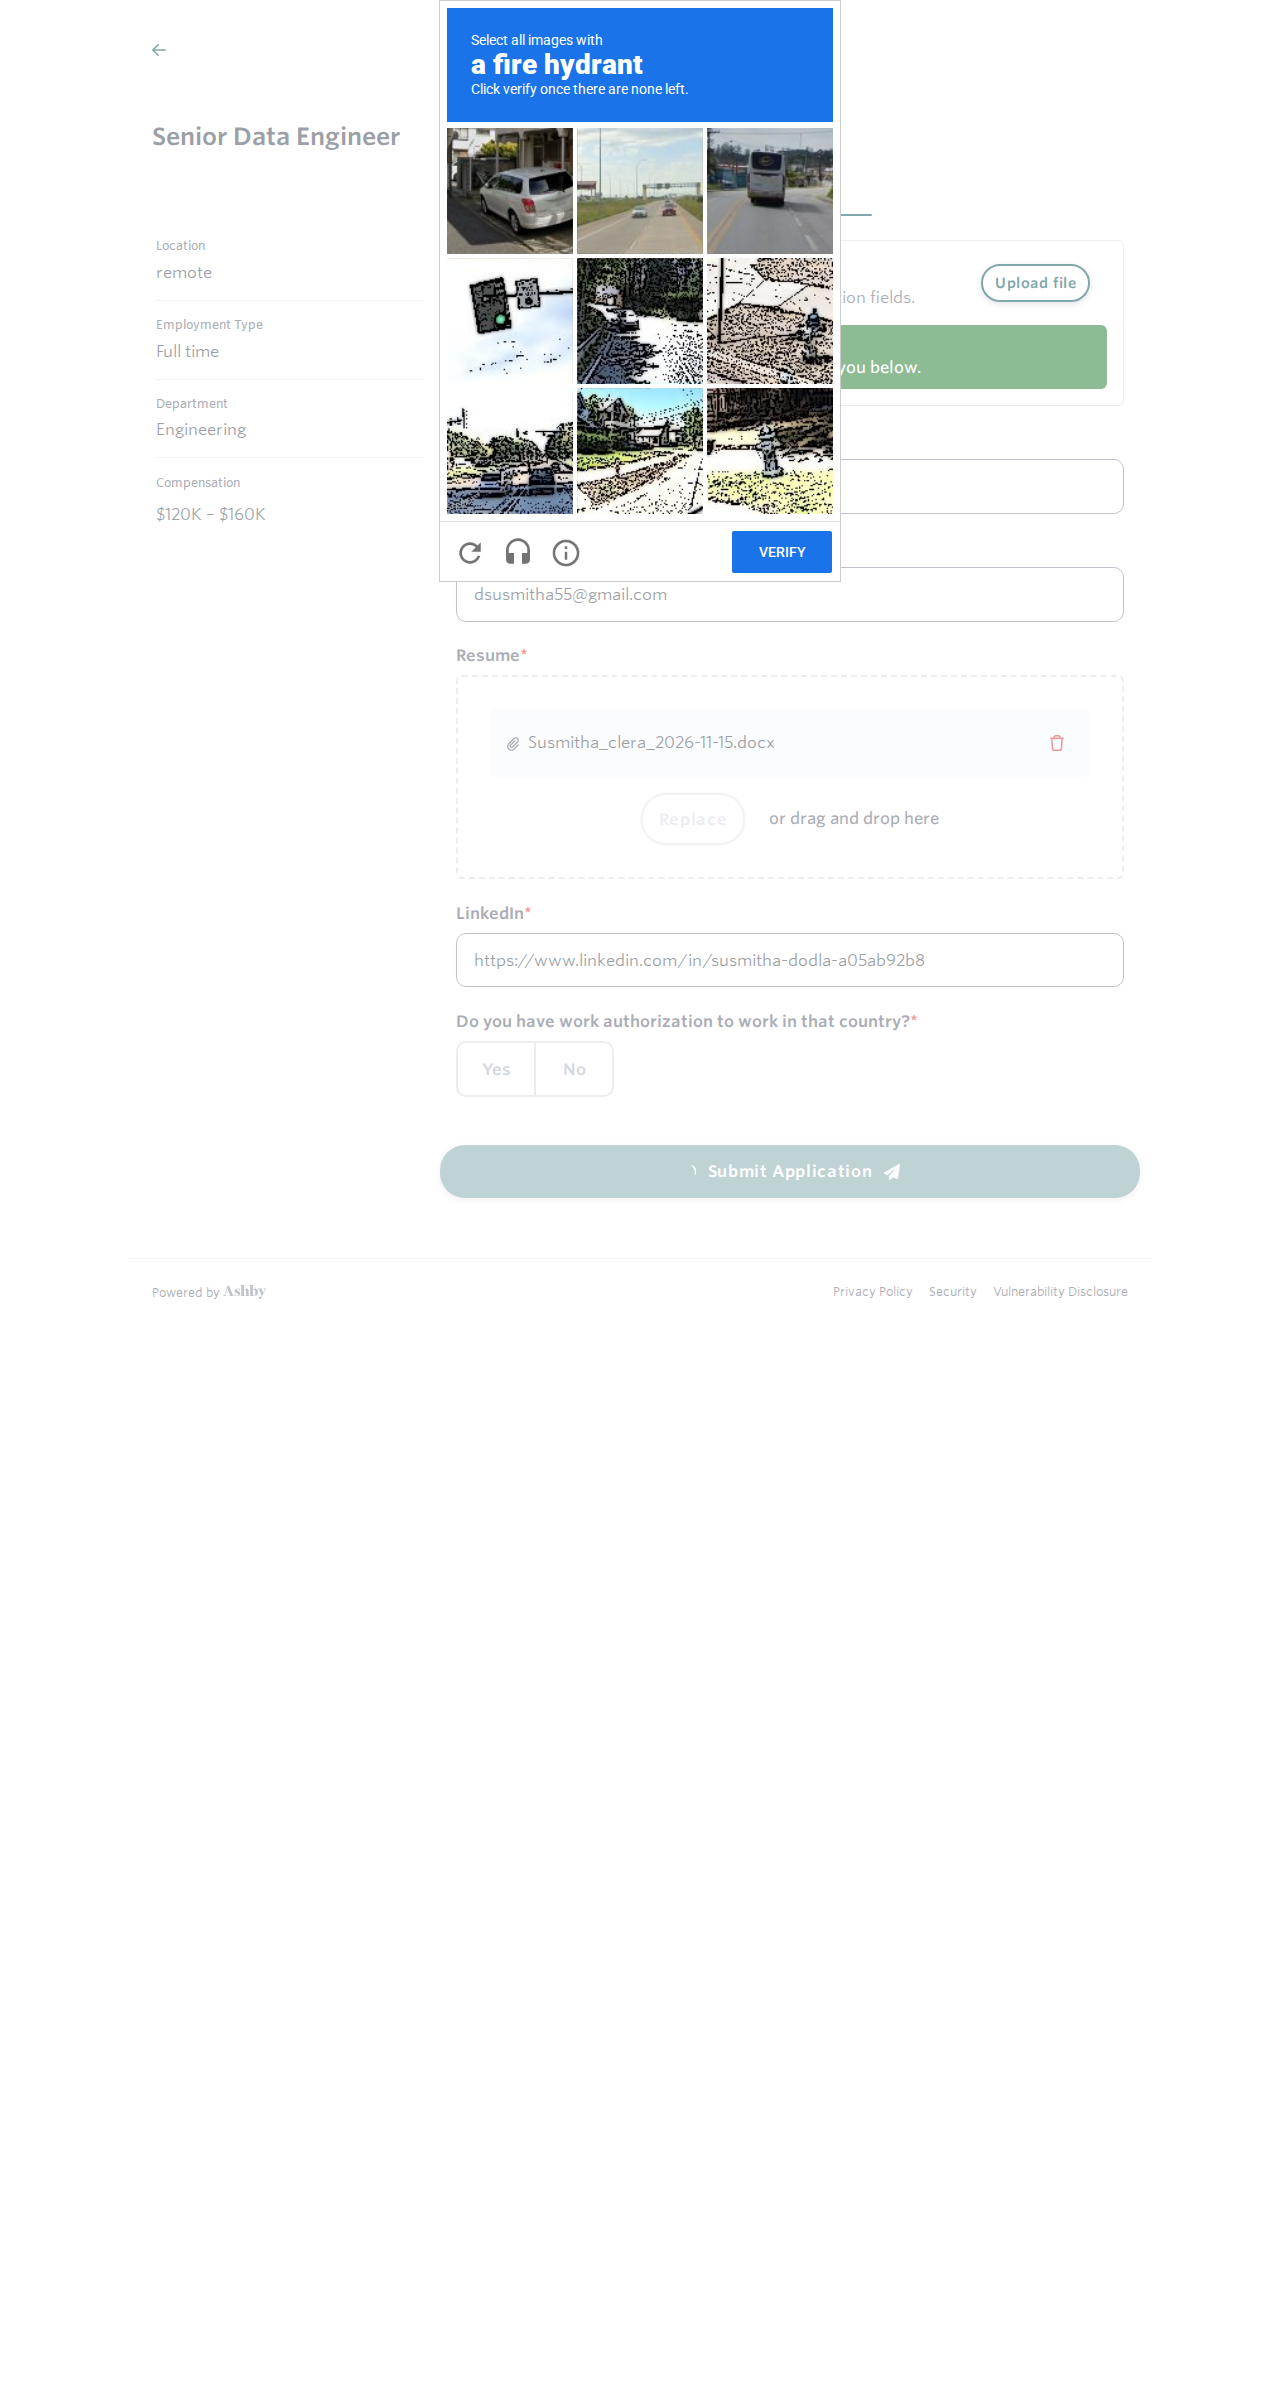 Select all images with
a fire hydrant
Click verify once there are none left.
Senior Data Engineer
Location
remote
Employment Type
Full time
Department
Engineering
Compensation
$120K – $160K
Upload file
ion fields.
you below.
VERIFY
dsusmitha55@gmail.com
Resume*
Susmitha_clera_2026-11-15.docx
Replace
or drag and drop here
LinkedIn*
https://www.linkedin.com/in/susmitha-dodla-a05ab92b8
Do you have work authorization to work in that country?*
Yes
No
Submit Application
Powered by Ashby
Privacy Policy
Security
Vulnerability Disclosure